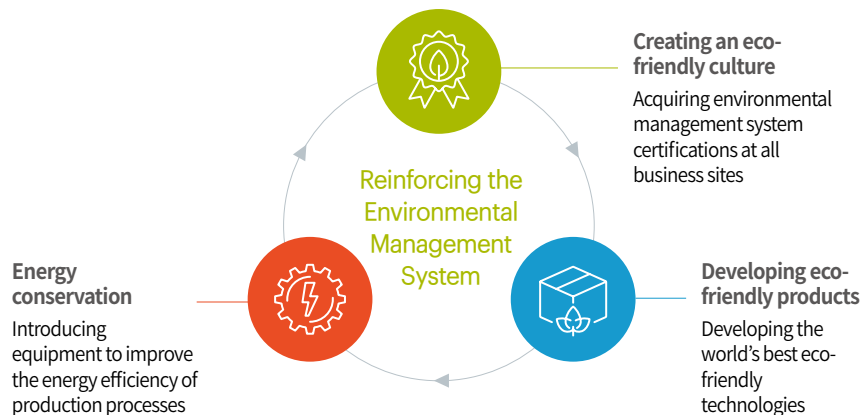 Creating an eco-
friendly culture
Acquiring environmental
management system
certifications at all
business sites
Reinforcing the
Environmental
Management
System
Energy
conservation
Introducing
equipment to improve
the energy efficiency of
production processes
Developing eco-
friendly products
Developing the
world's best eco-
friendly
technologies